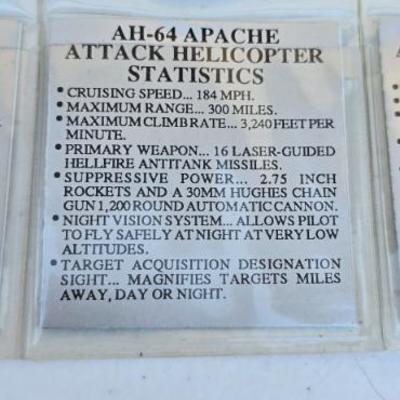 AH-64 APACHE
ATTACK HELICOPTER
STATISTICS
• CRUISING SPEED... 184 MPH.
• MAXIMUM RANGE... 300 MILES.
• MAXIMUM CLIMB RATE... 3,240 FEET PER
MINUTE.
• PRIMARY WEAPON... 16 LASER-GUIDED
HELLFIRE ANTITANK MISSILES.
• SUPPRESSIVE POWER... 2.75 INCH
ROCKETS AND A 30MM HUGHES CHAIN
GUN 1,200 ROUND AUTOMATIC CANNON.
• NIGHT VISION SYSTEM... ALLOWS PILOT
TO FLY SAFELY AT NIGHT AT VERY LOW
ALTITUDES.
• TARGET ACQUISITION DESIGNATION
SIGHT... MAGNIFIES TARGETS MILES
AWAY, DAY OR NIGHT.